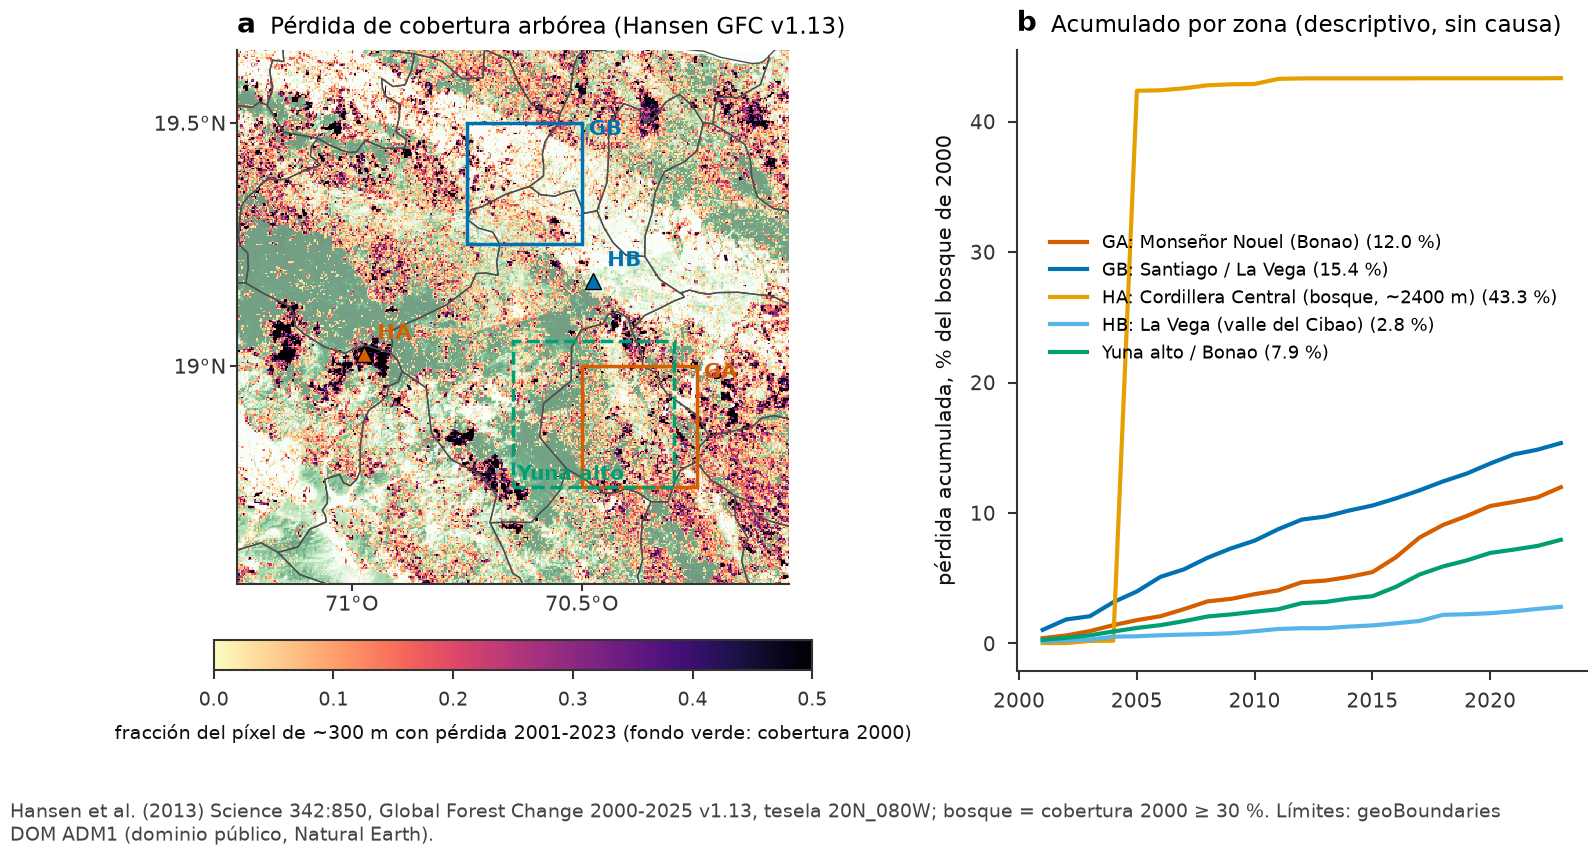 a Pérdida de cobertura arbórea (Hansen GFC v1.13)
19.5°N
19°N
71°O
70.5°O
GB
HB
HA
GA
Yuna alto
0.0
0.1
0.2
0.3
0.4
0.5
fracción del píxel de ~300 m con pérdida 2001-2023 (fondo verde: cobertura 2000)
b Acumulado por zona (descriptivo, sin causa)
pérdida acumulada, % del bosque de 2000
40
30
20
10
0
GA: Monseñor Nouel (Bonao) (12.0 %)
GB: Santiago / La Vega (15.4 %)
HA: Cordillera Central (bosque, ~2400 m) (43.3 %)
HB: La Vega (valle del Cibao) (2.8 %)
Yuna alto / Bonao (7.9 %)
2000
2005
2010
2015
2020
Hansen et al. (2013) Science 342:850, Global Forest Change 2000-2025 v1.13, tesela 20N_080W; bosque = cobertura 2000 ≥ 30 %. Límites: geoBoundaries
DOM ADM1 (dominio público, Natural Earth).